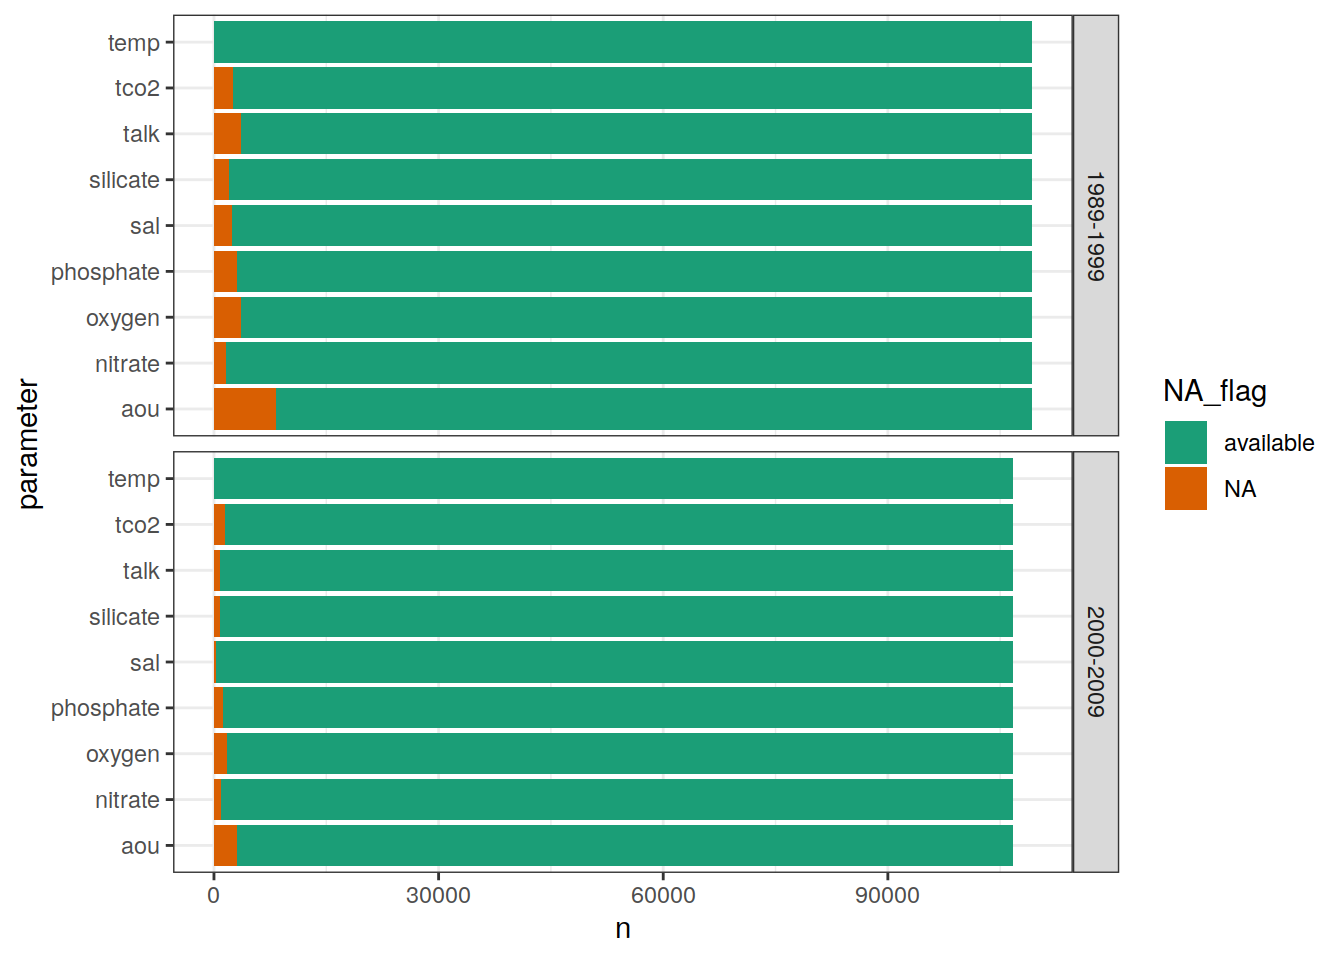 temp
tco2
talk
silicate
sal
phosphate
oxygen
nitrate
aou
1989-1999
temp
tco2
talk
silicate
sal
phosphate
oxygen
nitrate
aou
2000-2009
parameter
0 30000 60000 90000
n
NA_flag
available
NA